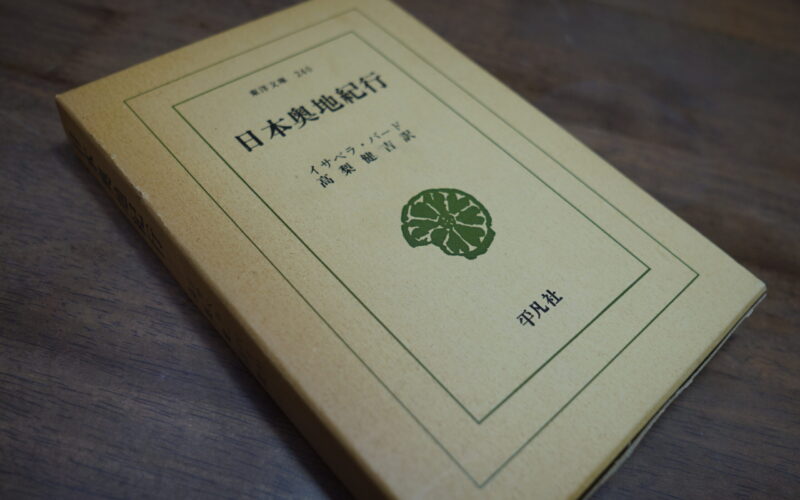 東洋文庫 240
日本奥地紀行
イサベラ・バード
高梨健吉訳
平凡社